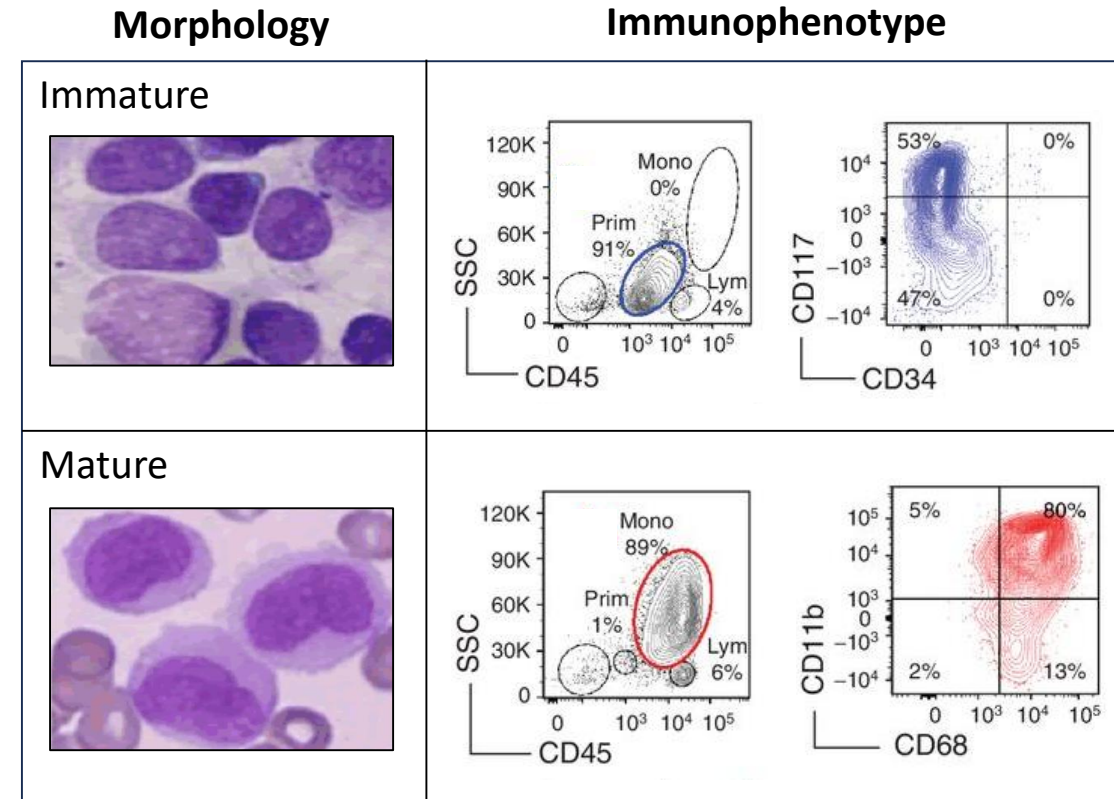 Morphology
Immunophenotype
Immature
120K
90K
60K
30K
0
SSC
Mono
0%
Prim
91%
Lym
4%
0 10³ 10⁴ 10⁵
CD45
10⁴
10³
0
−10³
−10⁴
CD117
53%
0%
47%
0%
0 10³ 10⁴ 10⁵
CD34
Mature
120K
90K
60K
30K
0
SSC
Mono
89%
Prim
1%
Lym
6%
0 10³ 10⁴ 10⁵
CD45
10⁵
10⁴
10³
0
−10³
−10⁴
CD11b
5%
80%
2%
13%
0 10³ 10⁴ 10⁵
CD68